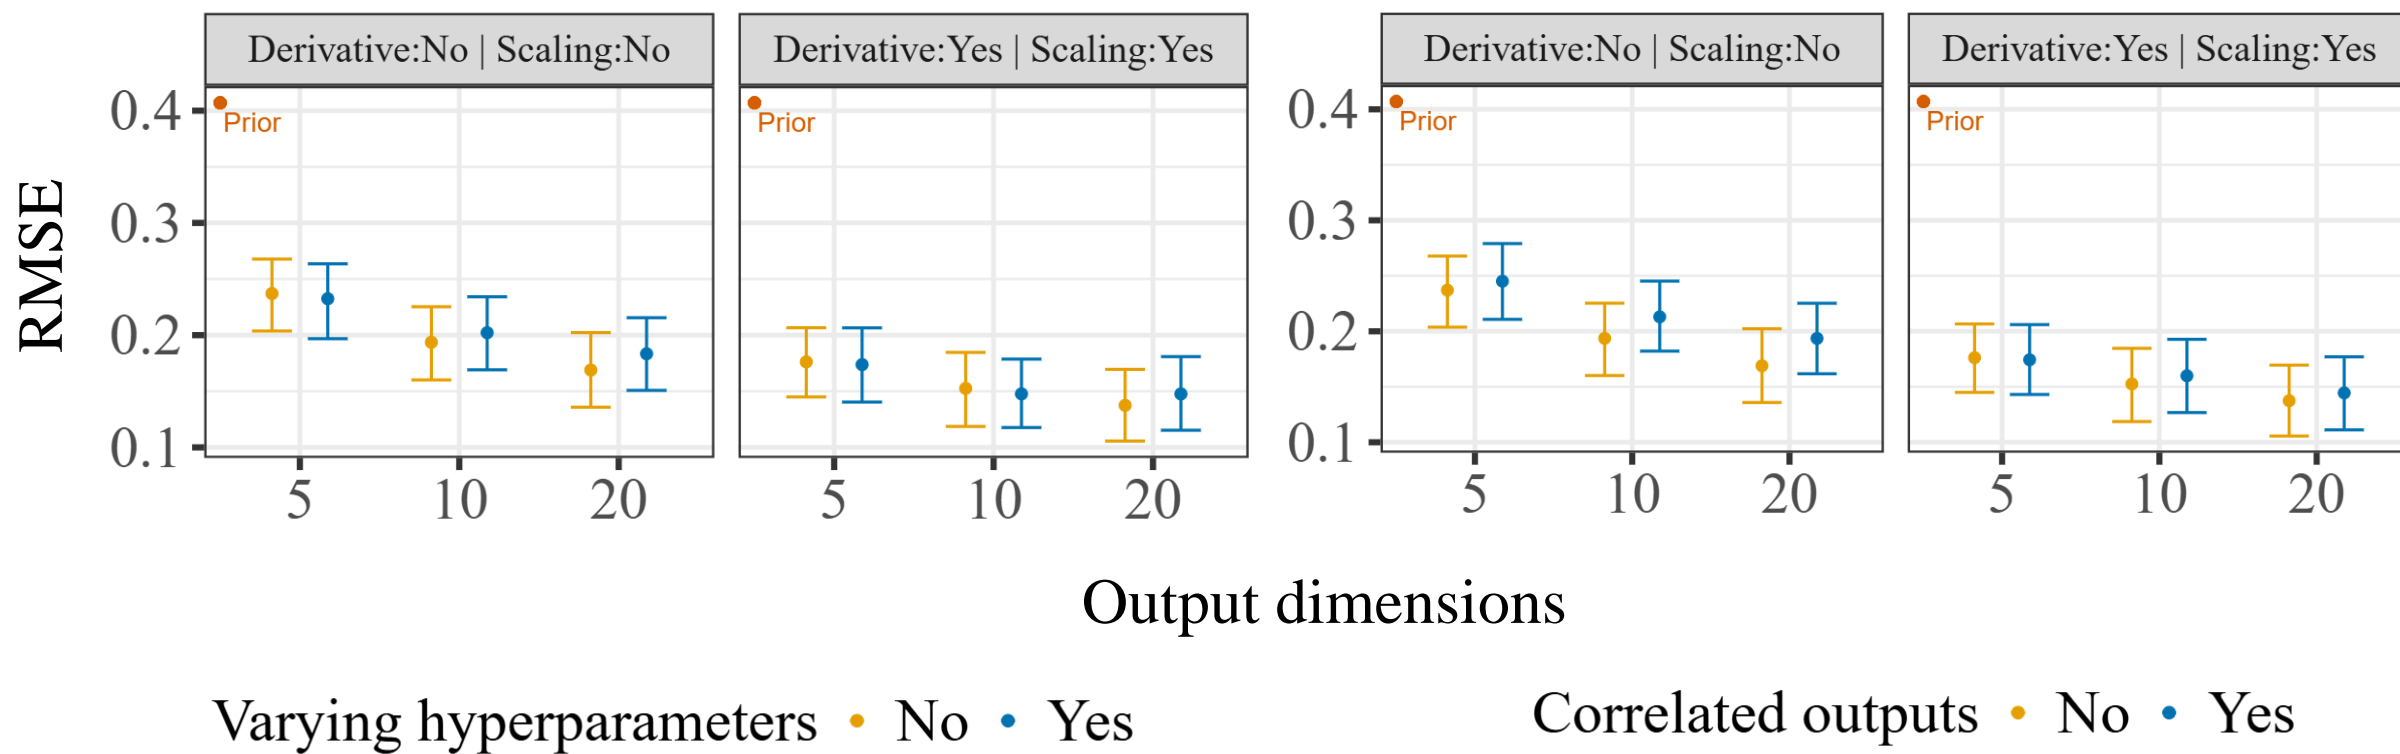 Derivative:No | Scaling:No
Derivative:Yes | Scaling:Yes
Derivative:No | Scaling:No
Derivative:Yes | Scaling:Yes
RMSE
0.4
0.3
0.2
0.1
Prior
Prior
0.4
0.3
0.2
0.1
Prior
Prior
5 10 20
5 10 20
5 10 20
5 10 20
Output dimensions
Varying hyperparameters No Yes
Correlated outputs No Yes